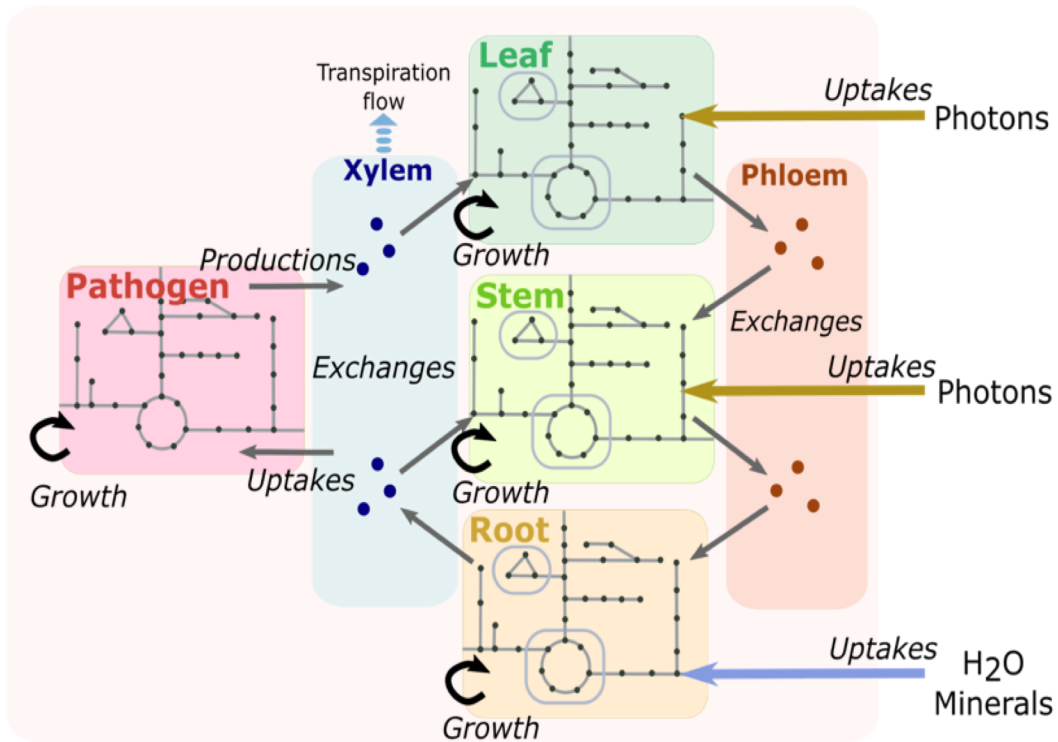 Leaf
Transpiration
flow
Uptakes
Photons
Xylem
Phloem
Productions
Growth
Pathogen
Stem
Exchanges
Exchanges
Uptakes
Photons
Uptakes
Growth
Growth
Root
Uptakes
H2O
Minerals
Growth